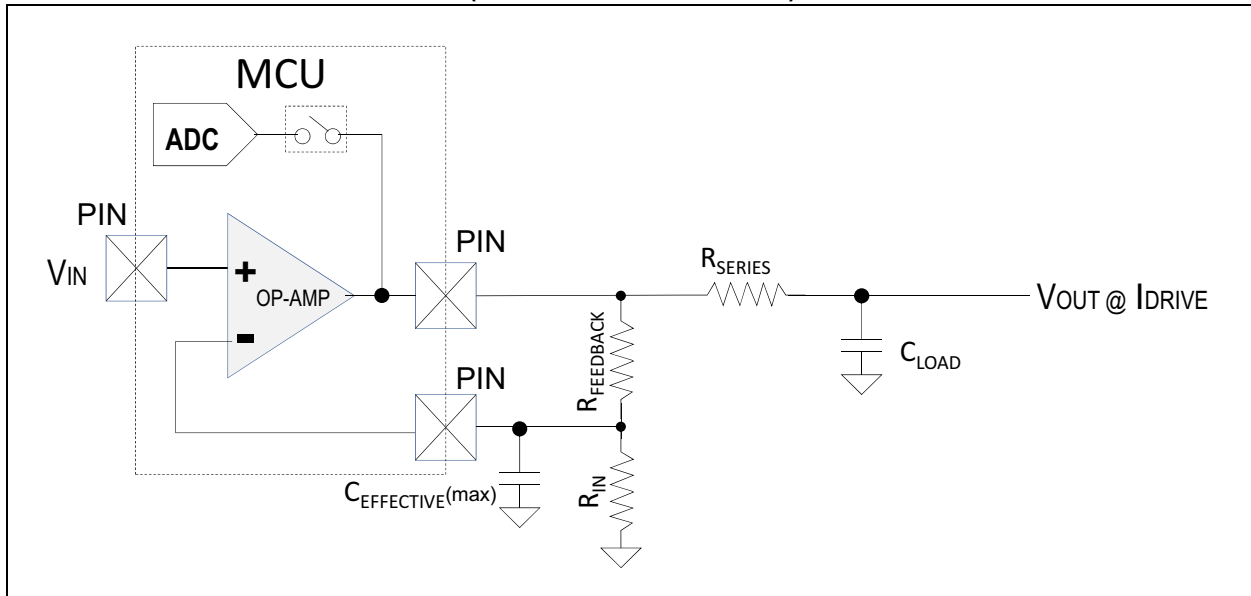 MCU
ADC
PIN
VIN
+
OP-AMP
-
PIN
RSERIES
VOUT @ IDRIVE
CLOAD
RFEEDBACK
PIN
CEFFECTIVE(max)
RIN